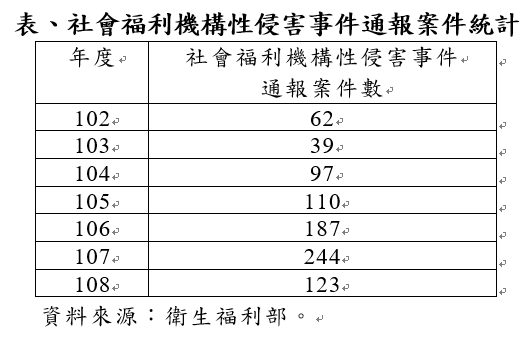 表、社會福利機構性侵害事件通報案件統計
年度 社會福利機構性侵害事件
通報案件數
102 62
103 39
104 97
105 110
106 187
107 244
108 123
資料來源：衛生福利部。